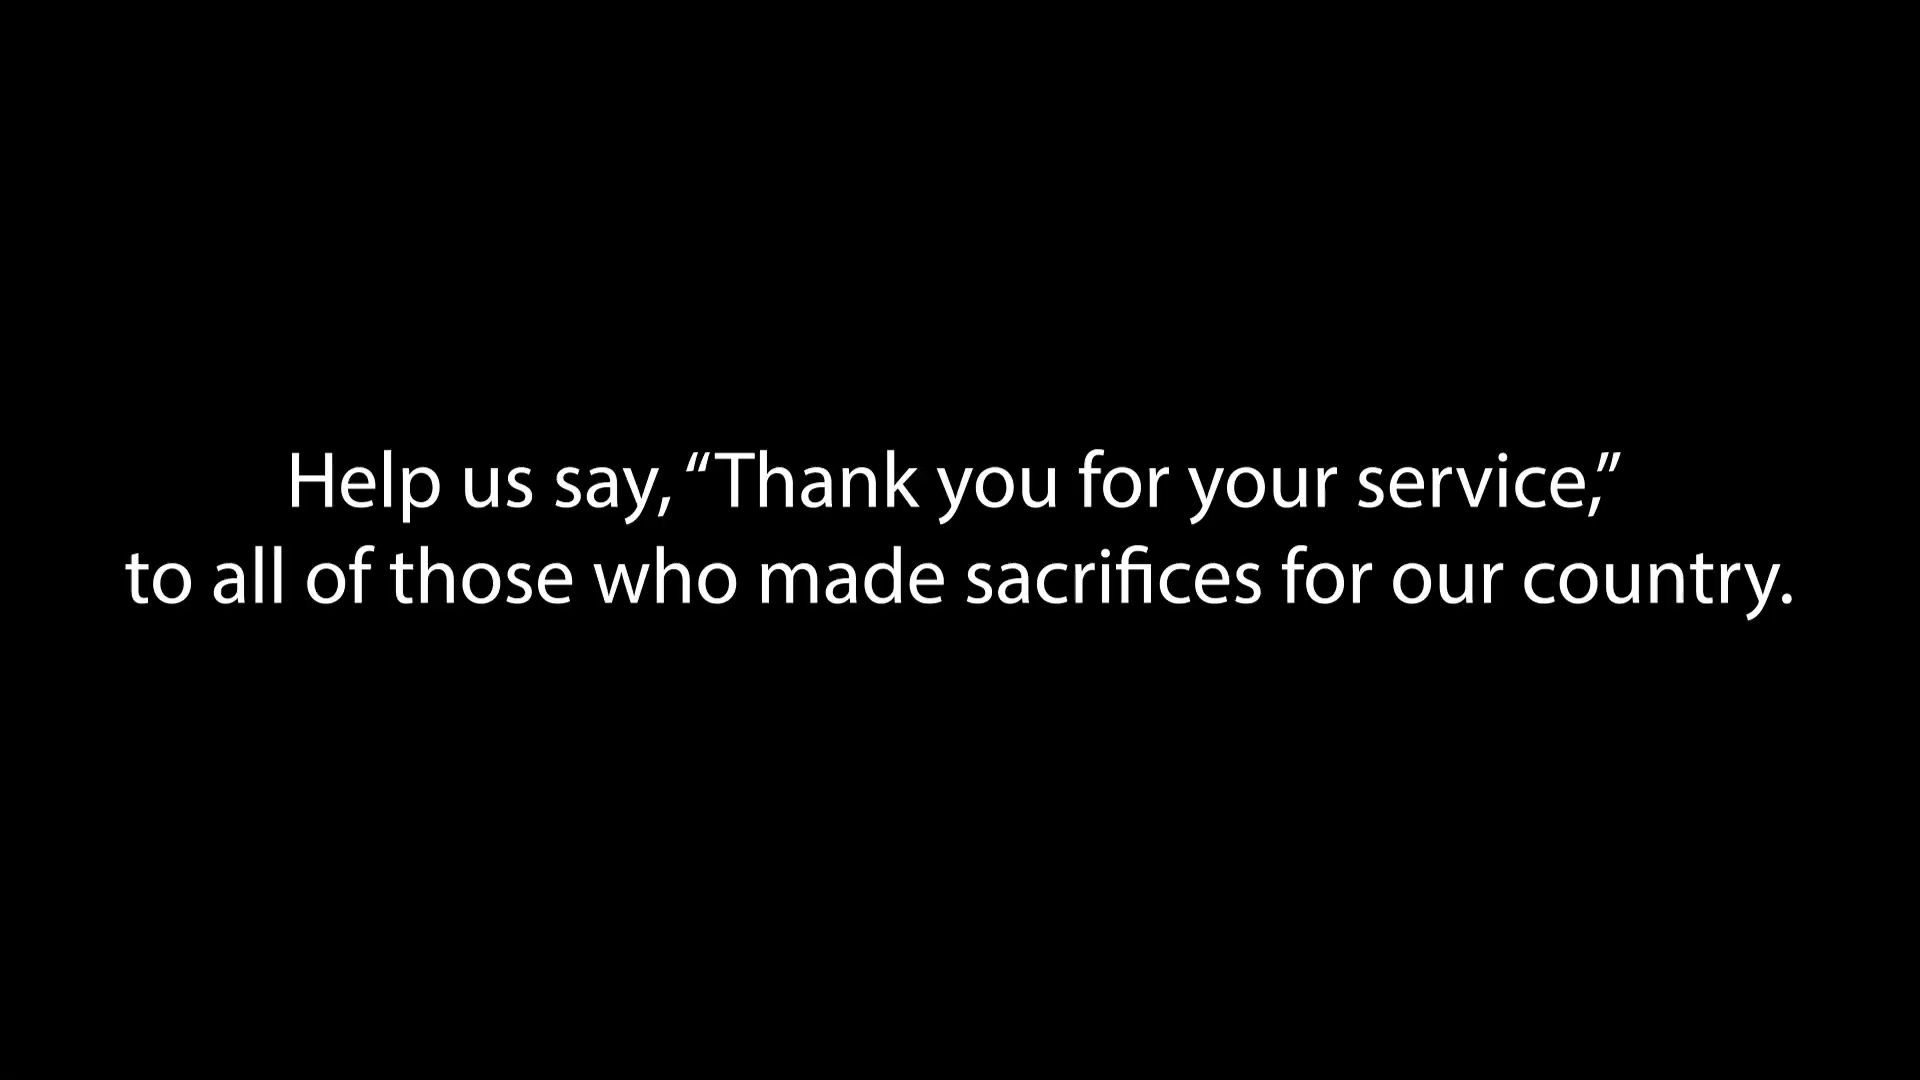 Help us say, “Thank you for your service,”
to all of those who made sacrifices for our country.